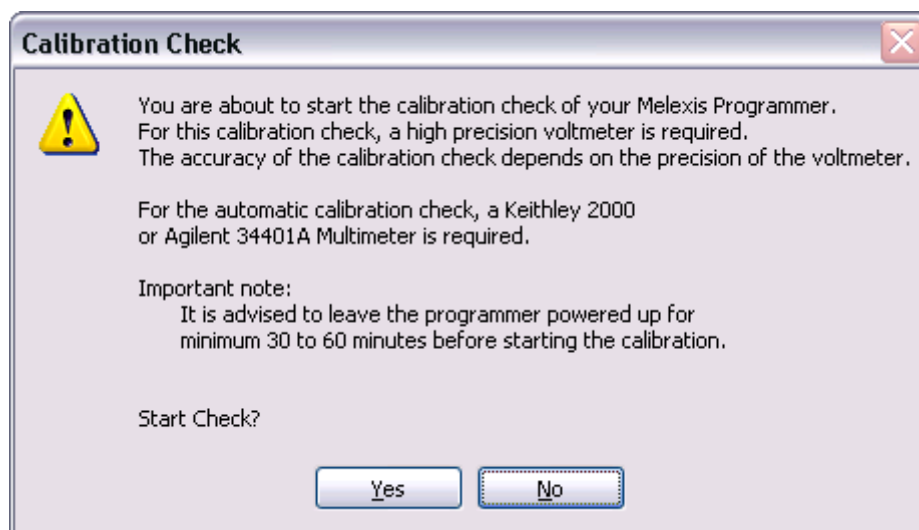 Calibration Check
You are about to start the calibration check of your Melexis Programmer.
For this calibration check, a high precision voltmeter is required.
The accuracy of the calibration check depends on the precision of the voltmeter.
For the automatic calibration check, a Keithley 2000
or Agilent 34401A Multimeter is required.
Important note:
It is advised to leave the programmer powered up for
minimum 30 to 60 minutes before starting the calibration.
Start Check?
Yes
No